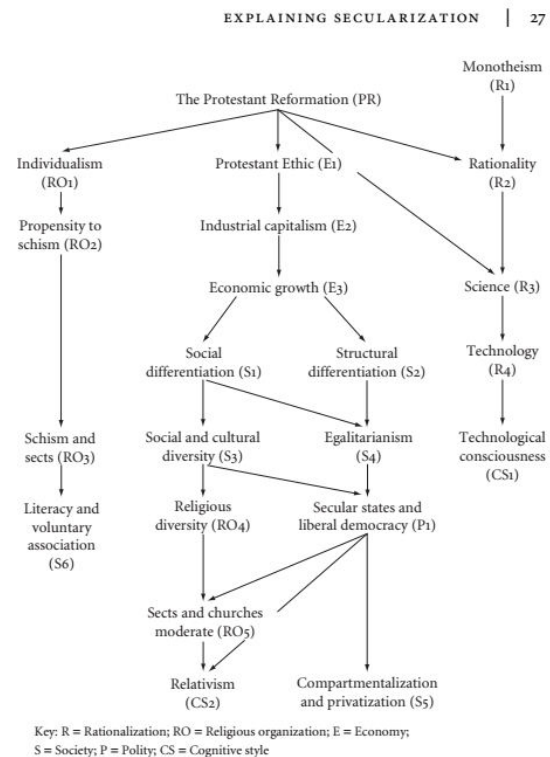 EXPLAINING SECULARIZATION | 27
Monotheism
(R1)
The Protestant Reformation (PR)
Individualism
(RO1)
Protestant Ethic (E1)
Rationality
(R2)
Propensity to
schism (RO2)
Industrial capitalism (E2)
Economic growth (E3)
Science (R3)
Social
differentiation (S1)
Structural
differentiation (S2)
Technology
(R4)
Schism and
sects (RO3)
Social and cultural
diversity (S3)
Egalitarianism
(S4)
Technological
consciousness
(CS1)
Literacy and
voluntary
association
(S6)
Religious
diversity (RO4)
Secular states and
liberal democracy (P1)
Sects and churches
moderate (RO5)
Relativism
(CS2)
Compartmentalization
and privatization (S5)
Key: R = Rationalization; RO = Religious organization; E = Economy;
S = Society; P = Polity; CS = Cognitive style